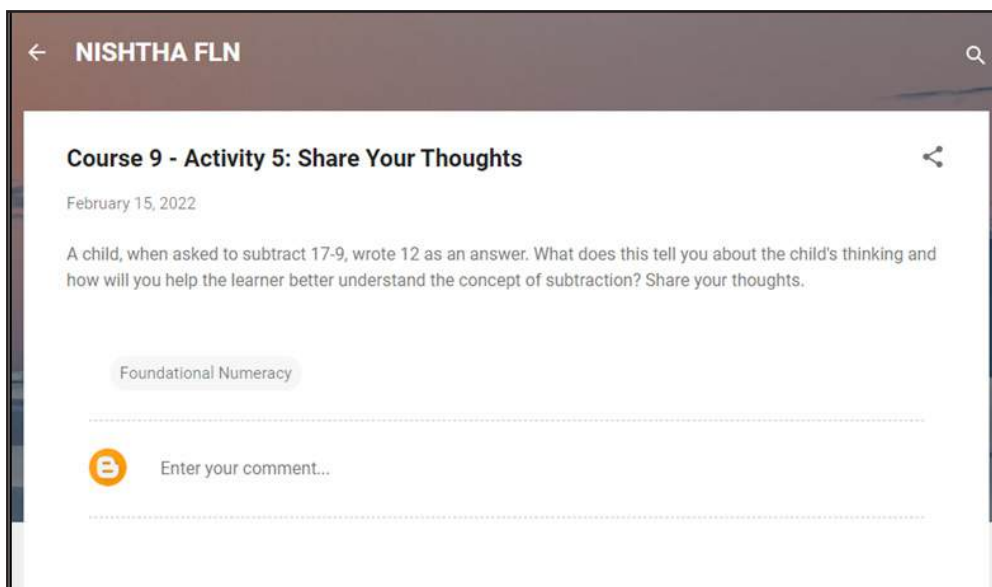 NISHTHA FLN
Course 9 - Activity 5: Share Your Thoughts
February 15, 2022
A child, when asked to subtract 17-9, wrote 12 as an answer. What does this tell you about the child's thinking and
how will you help the learner better understand the concept of subtraction? Share your thoughts.
Foundational Numeracy
Enter your comment...